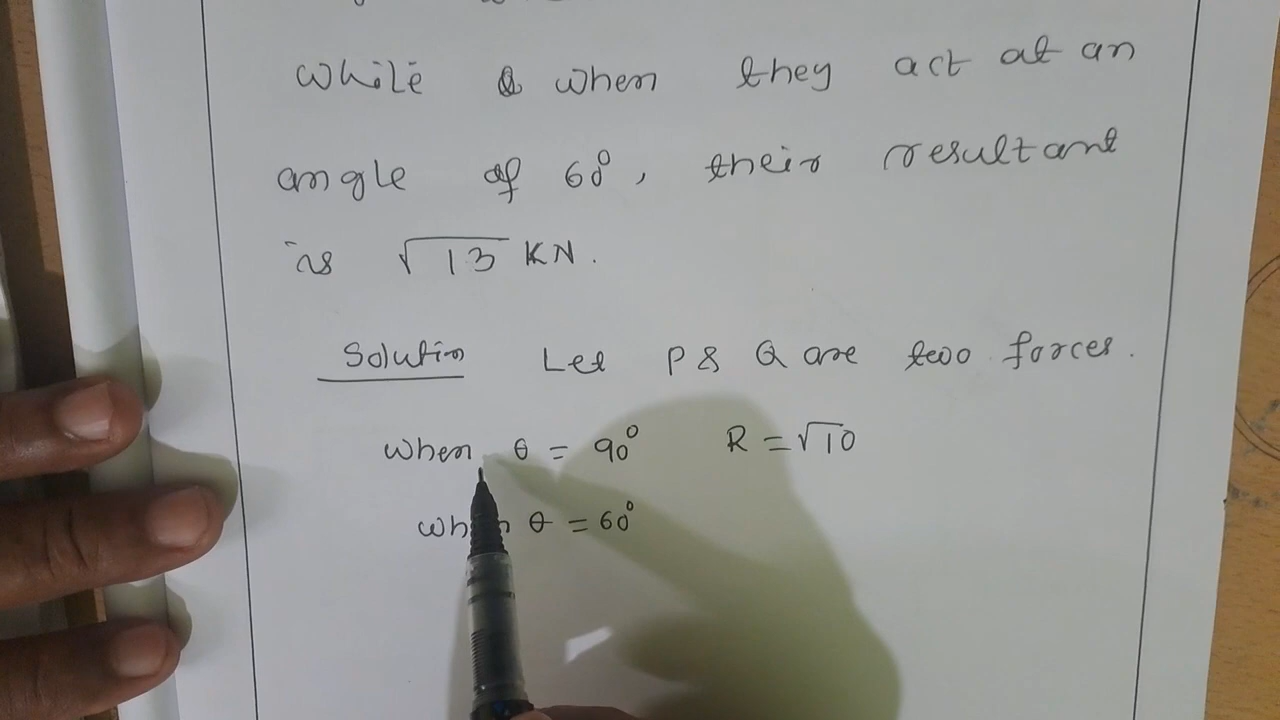 while & when they act at an
angle of 60°, their resultant
is √13 KN.
Solution Let P & Q are two forces.
when θ = 90° R = √10
when θ = 60°